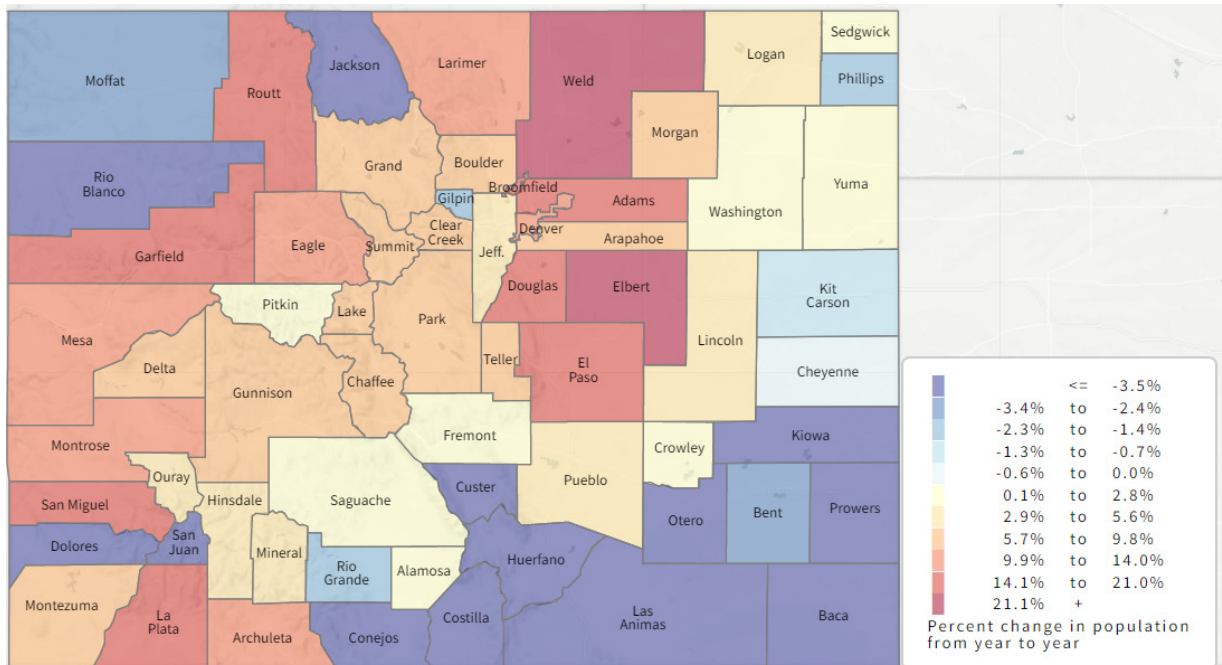 Sedgwick
Logan
Moffat
Jackson
Larimer
Weld
Phillips
Routt
Morgan
Grand
Boulder
Rio
Blanco
Yuma
Broomfield
Gilpin
Adams
Washington
Clear
Creek
Denver
Arapahoe
Eagle
Summit
Jeff.
Garfield
Douglas
Elbert
Kit
Carson
Pitkin
Lake
Park
Mesa
Lincoln
Teller
El
Paso
Delta
Cheyenne
Chaffee
Gunnison
Fremont
Kiowa
Montrose
Crowley
Ouray
Pueblo
Custer
San Miguel
Hinsdale
Saguache
Otero
Bent
Prowers
San
Juan
Dolores
Mineral
Huerfano
Rio
Grande
Alamosa
Montezuma
La
Plata
Archuleta
Conejos
Costilla
Las
Animas
Baca
<= -3.5%
-3.4% to -2.4%
-2.3% to -1.4%
-1.3% to -0.7%
-0.6% to 0.0%
0.1% to 2.8%
2.9% to 5.6%
5.7% to 9.8%
9.9% to 14.0%
14.1% to 21.0%
21.1% +
Percent change in population
from year to year